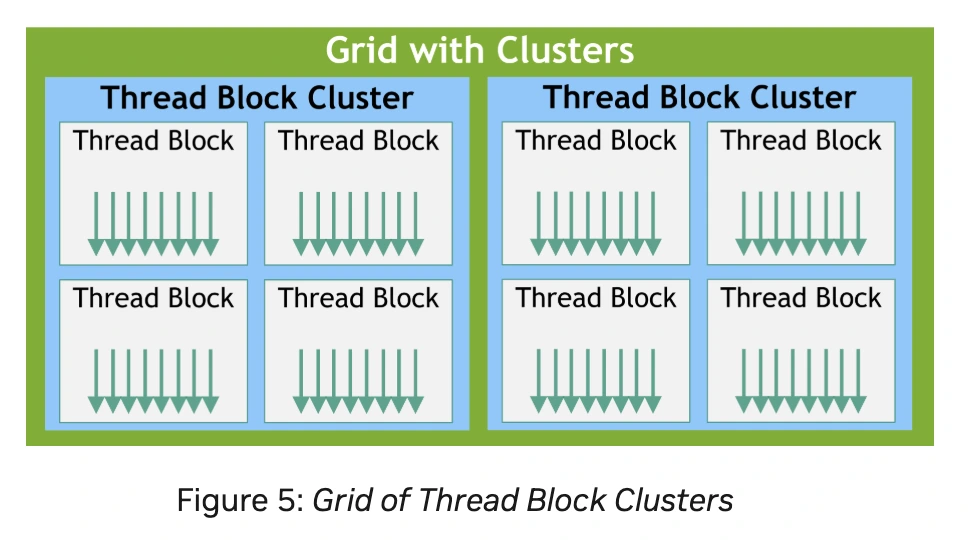 Grid with Clusters
Thread Block Cluster
Thread Block Thread Block
Thread Block Thread Block
Thread Block Cluster
Thread Block Thread Block
Thread Block Thread Block
Figure 5: Grid of Thread Block Clusters